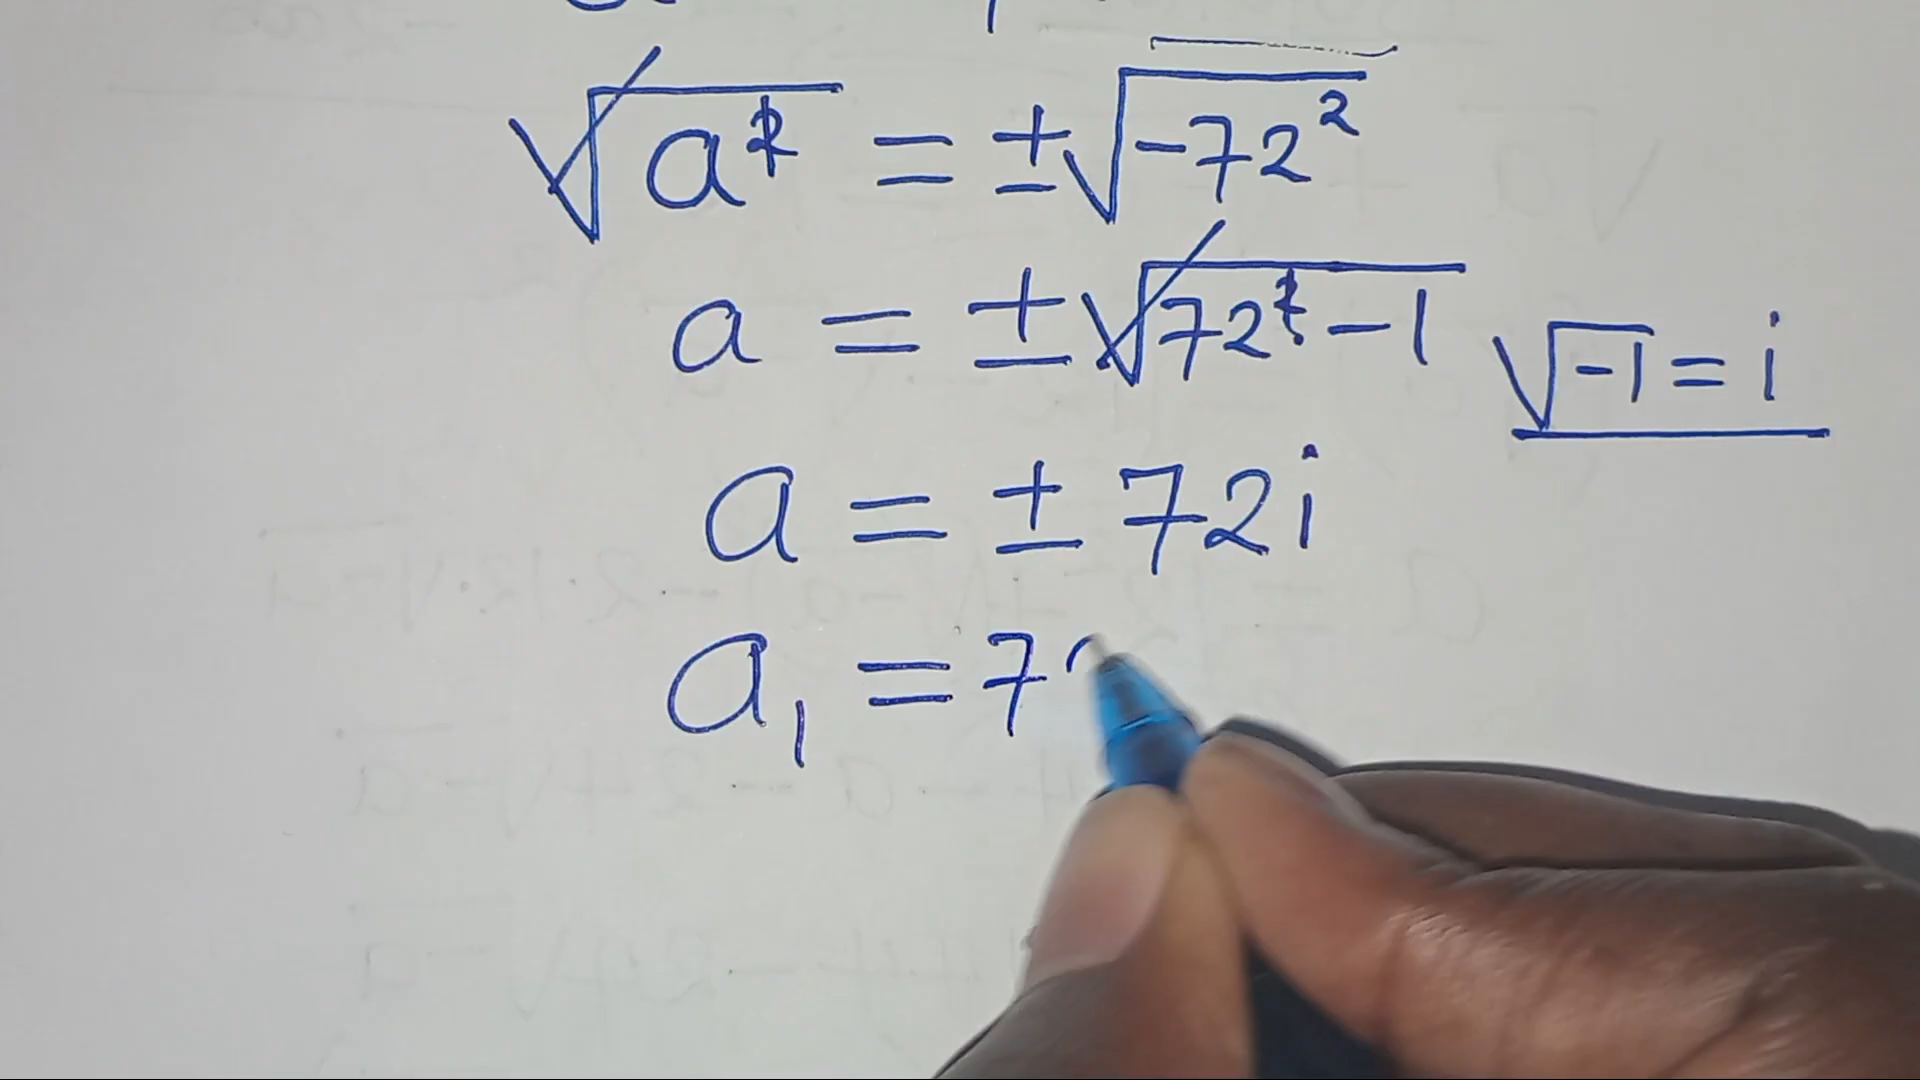 √a² = ±√-72²
a = ±√72²·-1 √-1 = i
a = ± 72i
a₁ = 7